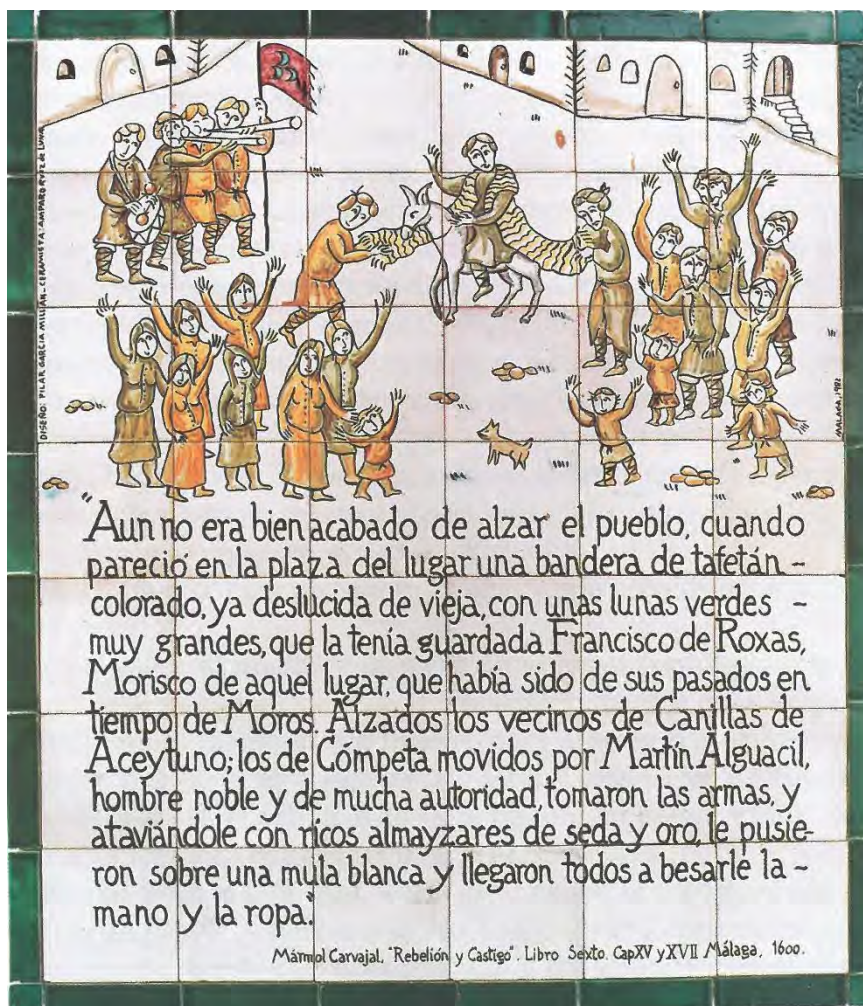 DISEÑO: PILAR GARCIA MILLÁN. CERAMISTA: AMPARO RUIZ DE LUNA
MALAGA, 1982
"Aun no era bien acabado de alzar el pueblo, cuando
pareció en la plaza del lugar una bandera de tafetán -
colorado, ya deslucida de vieja, con unas lunas verdes -
muy grandes, que la tenía guardada Francisco de Roxas,
Morisco de aquel lugar, que había sido de sus pasados en
tiempo de Moros. Alzados los vecinos de Canillas de
Aceytuno; los de Cómpeta movidos por Martín Alguacil,
hombre noble y de mucha autoridad, tomaron las armas, y
ataviándole con ricos almayzares de seda y oro, le pusie-
ron sobre una mula blanca y llegaron todos a besarle la -
mano y la ropa."
Mármol Carvajal, "Rebelión y Castigo". Libro Sexto. Cap XV y XVII Málaga, 1600.